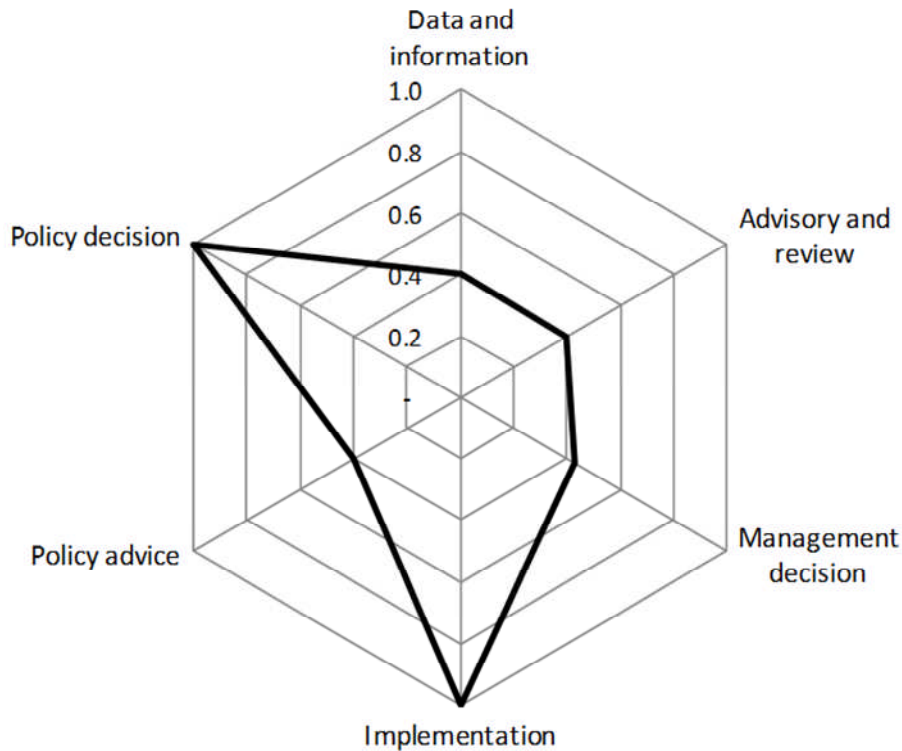 Data and
information
1.0
0.8
0.6
0.4
0.2
-
Advisory and
review
Management
decision
Implementation
Policy advice
Policy decision